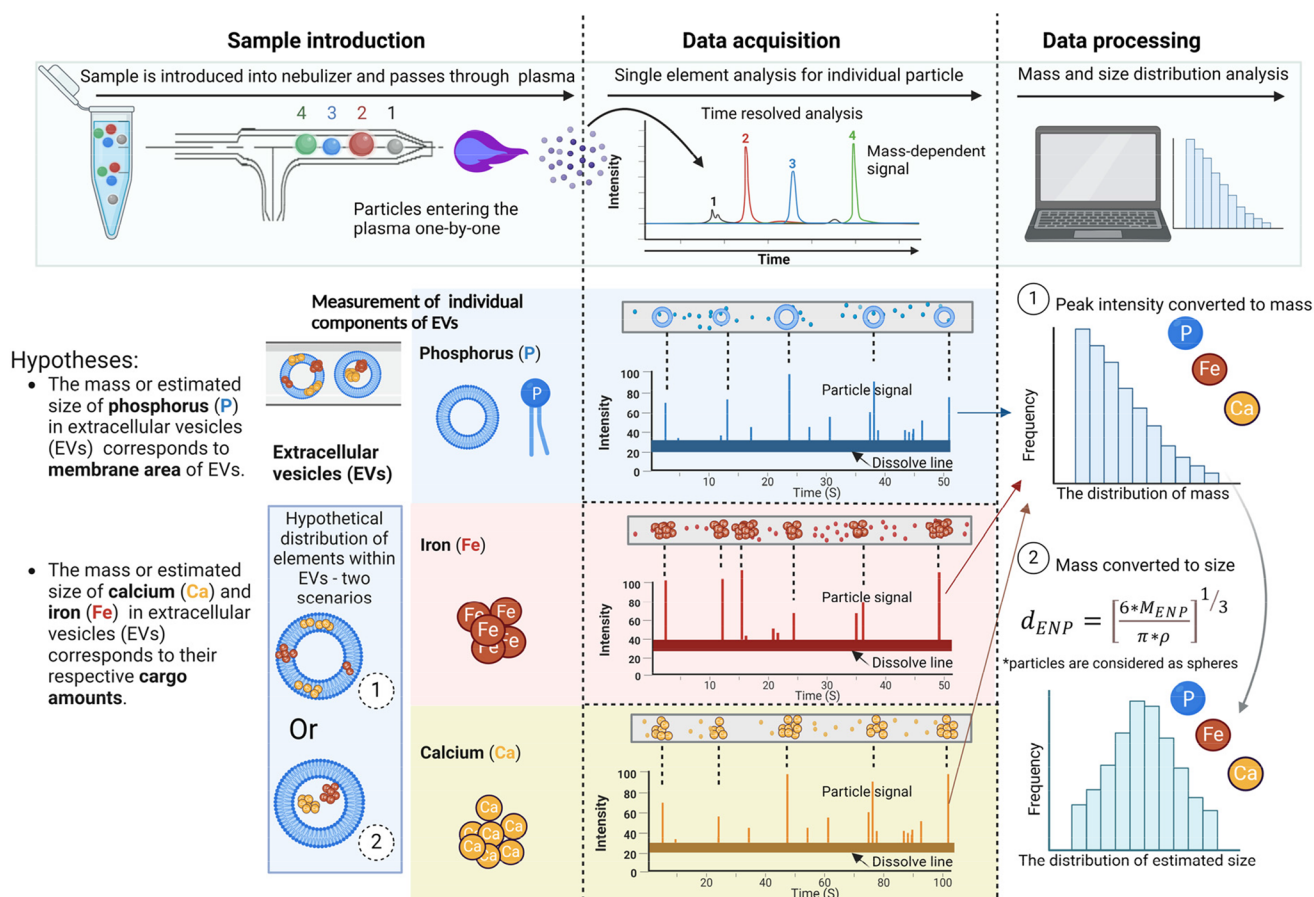 Sample introduction
Data acquisition
Data processing
Sample is introduced into nebulizer and passes through plasma
Single element analysis for individual particle
Mass and size distribution analysis
4 3 2 1
Particles entering the
plasma one-by-one
Time resolved analysis
Intensity
1
2
3
4
Mass-dependent
signal
Time
Hypotheses:
• The mass or estimated
size of phosphorus (P)
in extracellular vesicles
(EVs) corresponds to
membrane area of EVs.
• The mass or estimated
size of calcium (Ca) and
iron (Fe) in extracellular
vesicles (EVs)
corresponds to their
respective cargo
amounts.
Measurement of individual
components of EVs
Extracellular
vesicles (EVs)
Hypothetical
distribution of
elements within
EVs - two
scenarios
1
Or
2
Phosphorus (P)
P
Intensity
100
80
60
40
20
0
Particle signal
Dissolve line
10 20 30 40 50
Time (S)
Iron (Fe)
Fe Fe
Fe
Fe Fe
Intensity
100
80
60
40
20
0
Particle signal
Dissolve line
10 20 30 40 50
Time (S)
Calcium (Ca)
Ca
Ca Ca Ca
Ca Ca Ca
Intensity
100
80
60
40
20
0
Particle signal
Dissolve line
20 40 60 80 100
Time (S)
1 Peak intensity converted to mass
P
Fe
Ca
Frequency
The distribution of mass
2 Mass converted to size
d_ENP = [6*M_ENP / π*ρ]^1/3
*particles are considered as spheres
P
Fe
Ca
Frequency
The distribution of estimated size